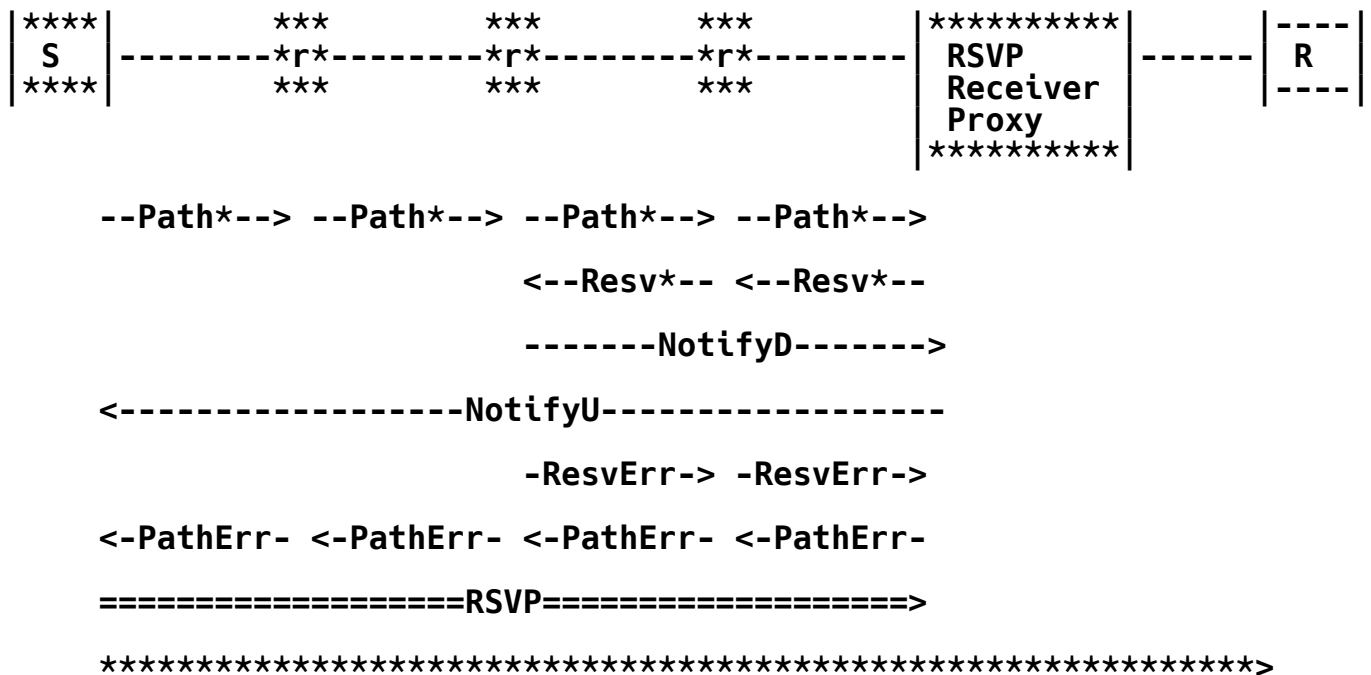 |****|        ***        ***        ***        |**********|      |----|
| S  |--------*r*--------*r*--------*r*--------| RSVP     |------| R  |
|****|        ***        ***        ***        | Receiver |      |----|
                                               | Proxy    |
                                               |**********|
     --Path*--> --Path*--> --Path*--> --Path*-->
                           <--Resv*-- <--Resv*--
                           -------NotifyD------->
     <------------------NotifyU------------------
                           -ResvErr-> -ResvErr->
     <-PathErr- <-PathErr- <-PathErr- <-PathErr-
     ===================RSVP===================>
     ************************************************************>